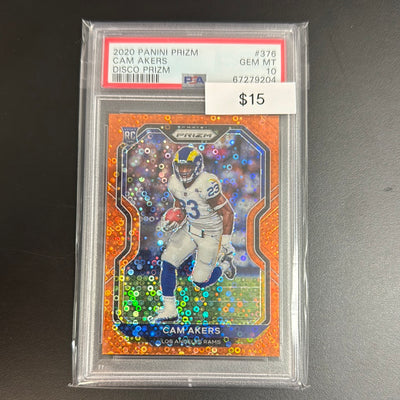 2020 PANINI PRIZM #376
CAM AKERS GEM MT
DISCO PRIZM 10
PSA 67279204
$15
RC
PRIZM
23
CAM AKERS
LOS ANGELES RAMS